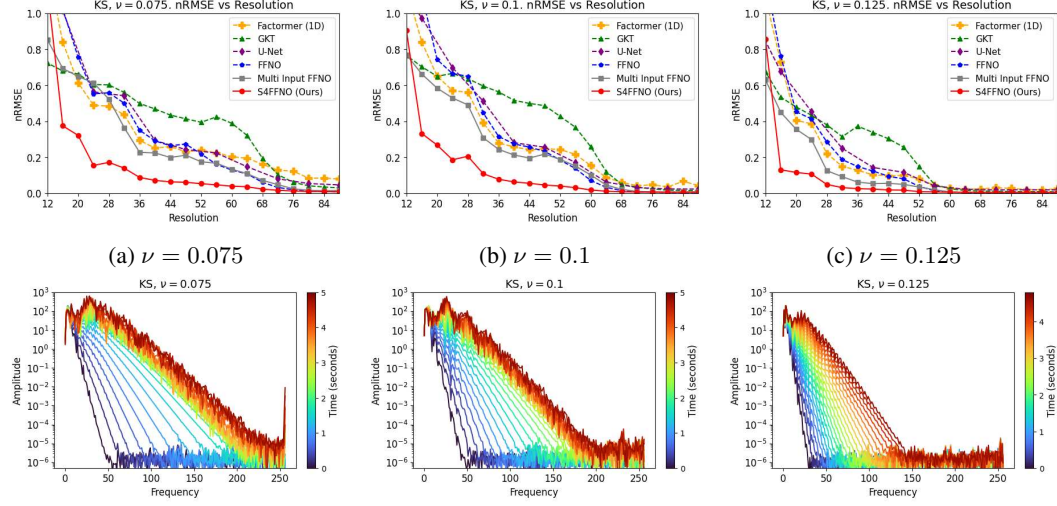 KS, ν = 0.075. nRMSE vs Resolution
1.0
0.8
0.6
0.4
0.2
0.0
nRMSE
12 20 28 36 44 52 60 68 76 84
Resolution
Factormer (1D)
GKT
U-Net
FFNO
Multi Input FFNO
S4FFNO (Ours)
KS, ν = 0.1. nRMSE vs Resolution
1.0
0.8
0.6
0.4
0.2
0.0
nRMSE
12 20 28 36 44 52 60 68 76 84
Resolution
Factormer (1D)
GKT
U-Net
FFNO
Multi Input FFNO
S4FFNO (Ours)
KS, ν = 0.125. nRMSE vs Resolution
1.0
0.8
0.6
0.4
0.2
0.0
nRMSE
12 20 28 36 44 52 60 68 76 84
Resolution
Factormer (1D)
GKT
U-Net
FFNO
Multi Input FFNO
S4FFNO (Ours)
(a) ν = 0.075
(b) ν = 0.1
(c) ν = 0.125
KS, ν = 0.075
10³
10²
10¹
10⁰
10⁻¹
10⁻²
10⁻³
10⁻⁴
10⁻⁵
10⁻⁶
Amplitude
0 50 100 150 200 250
Frequency
5
4
3
2
1
0
Time (seconds)
KS, ν = 0.1
10³
10²
10¹
10⁰
10⁻¹
10⁻²
10⁻³
10⁻⁴
10⁻⁵
10⁻⁶
Amplitude
0 50 100 150 200 250
Frequency
5
4
3
2
1
0
Time (seconds)
KS, ν = 0.125
10³
10²
10¹
10⁰
10⁻¹
10⁻²
10⁻³
10⁻⁴
10⁻⁵
10⁻⁶
Amplitude
0 50 100 150 200 250
Frequency
4
3
2
1
0
Time (seconds)